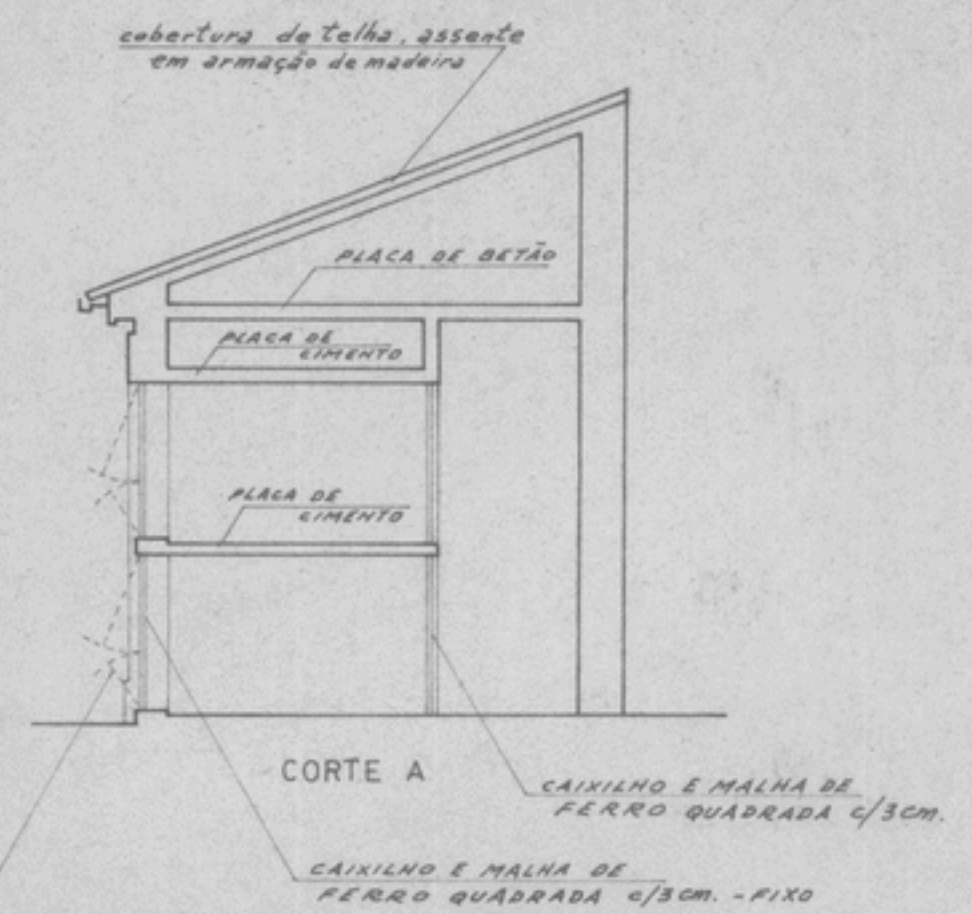 cobertura de telha, assente
em armação de madeira
PLACA DE BETÃO
PLACA DE
CIMENTO
PLACA DE
CIMENTO
CORTE A
CAIXILHO E MALHA DE
FERRO QUADRADA c/3cm.
CAIXILHO E MALHA DE
FERRO QUADRADA c/3cm. - FIXO